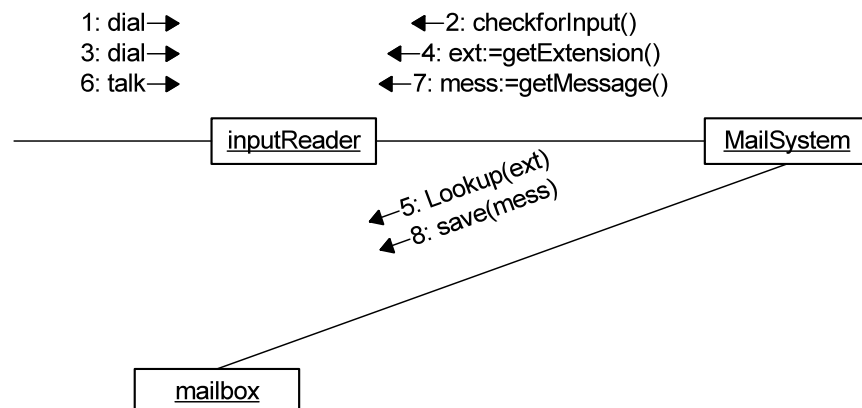 1: dial
2: checkforInput()
3: dial
4: ext:=getExtension()
6: talk
7: mess:=getMessage()
inputReader
MailSystem
5: Lookup(ext)
8: save(mess)
mailbox